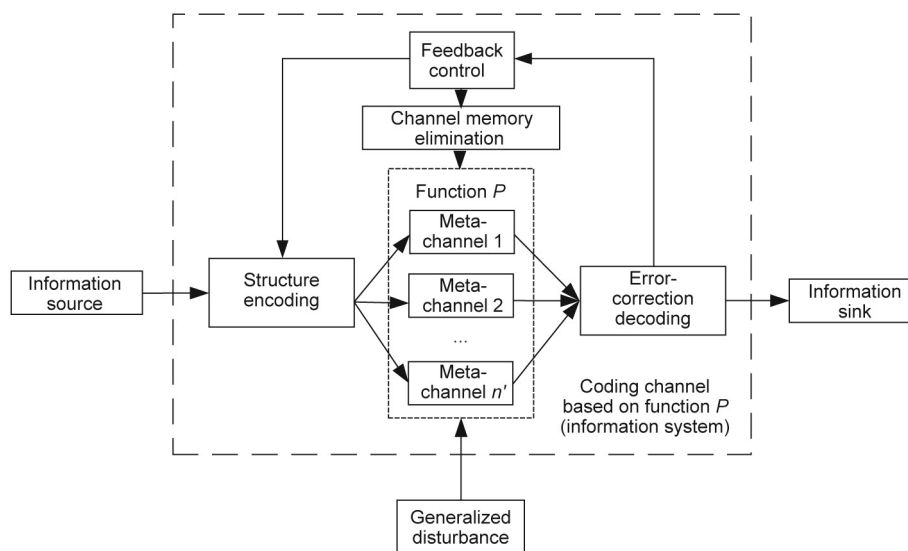 Feedback
control
Channel memory
elimination
Function P
Meta-
channel 1
Information
source
Structure
encoding
Meta-
channel 2
...
Meta-
channel n′
Error-
correction
decoding
Information
sink
Coding channel
based on function P
(information system)
Generalized
disturbance